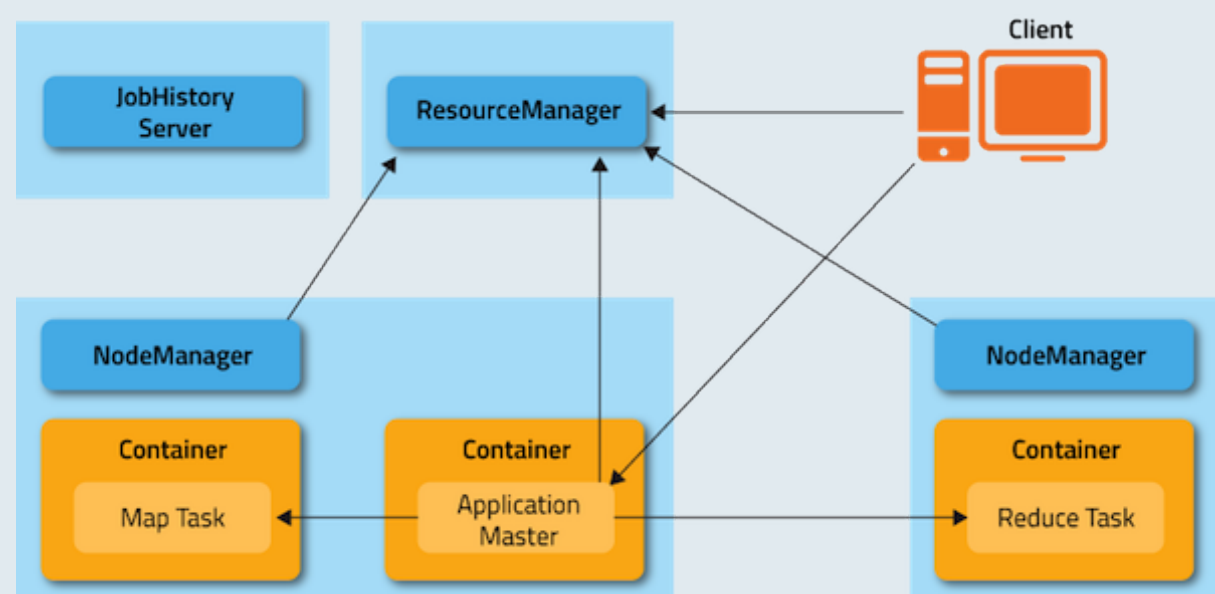 Client
JobHistory
Server
ResourceManager
NodeManager
NodeManager
Container
Container
Container
Map Task
Application
Master
Reduce Task